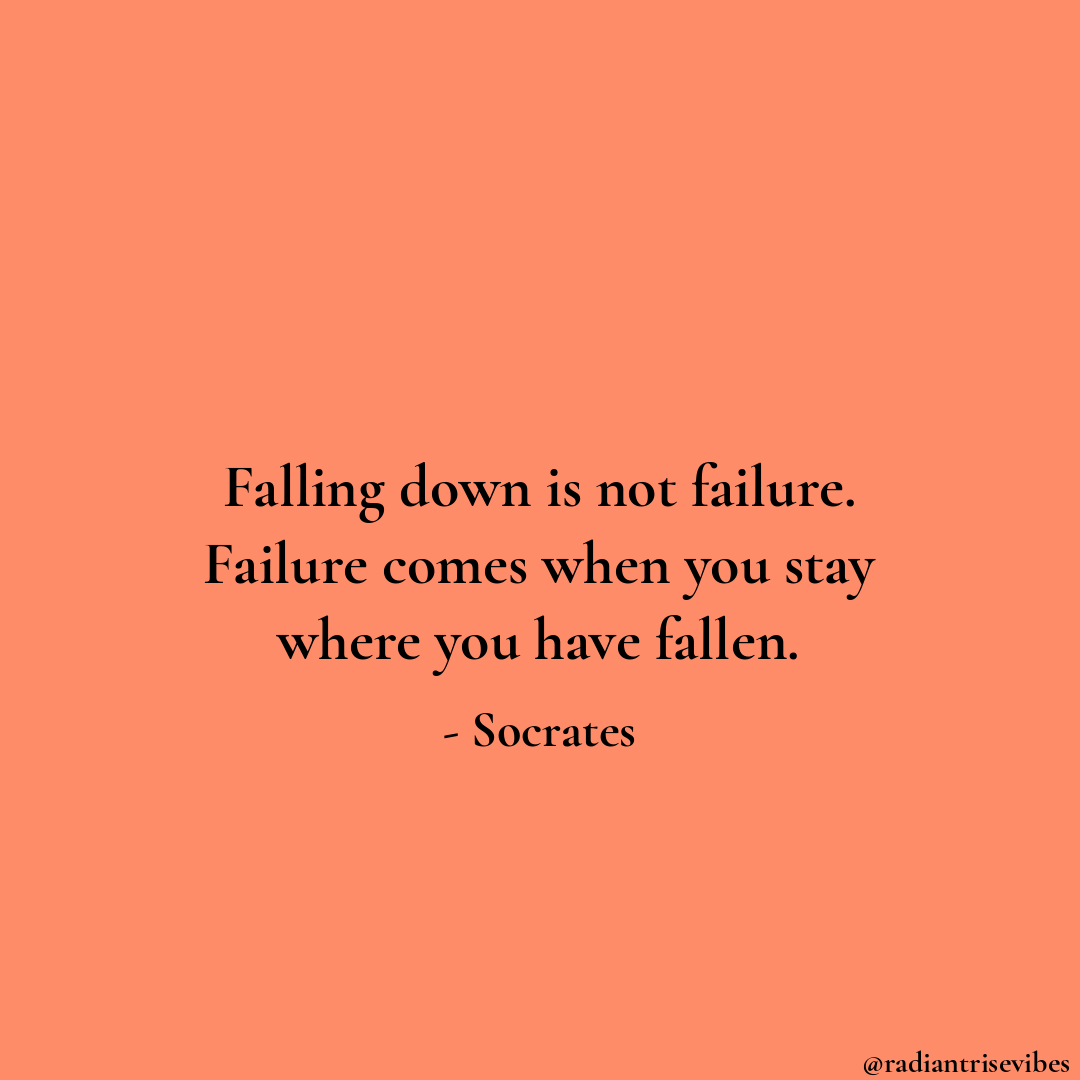 Falling down is not failure.
Failure comes when you stay
where you have fallen.
- Socrates
@radiantrisevibes